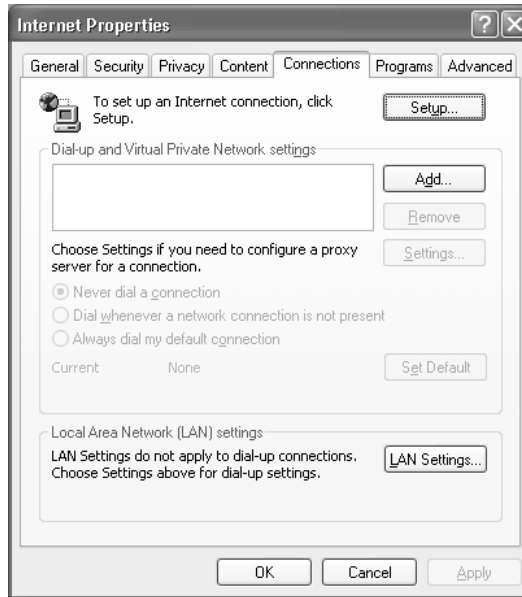 Internet Properties
General Security Privacy Content Connections Programs Advanced
To set up an Internet connection, click
Setup.
Setup...
Dial-up and Virtual Private Network settings
Add...
Remove
Choose Settings if you need to configure a proxy
server for a connection.
Settings...
Never dial a connection
Dial whenever a network connection is not present
Always dial my default connection
Current None
Set Default
Local Area Network (LAN) settings
LAN Settings do not apply to dial-up connections.
Choose Settings above for dial-up settings.
LAN Settings...
OK Cancel Apply